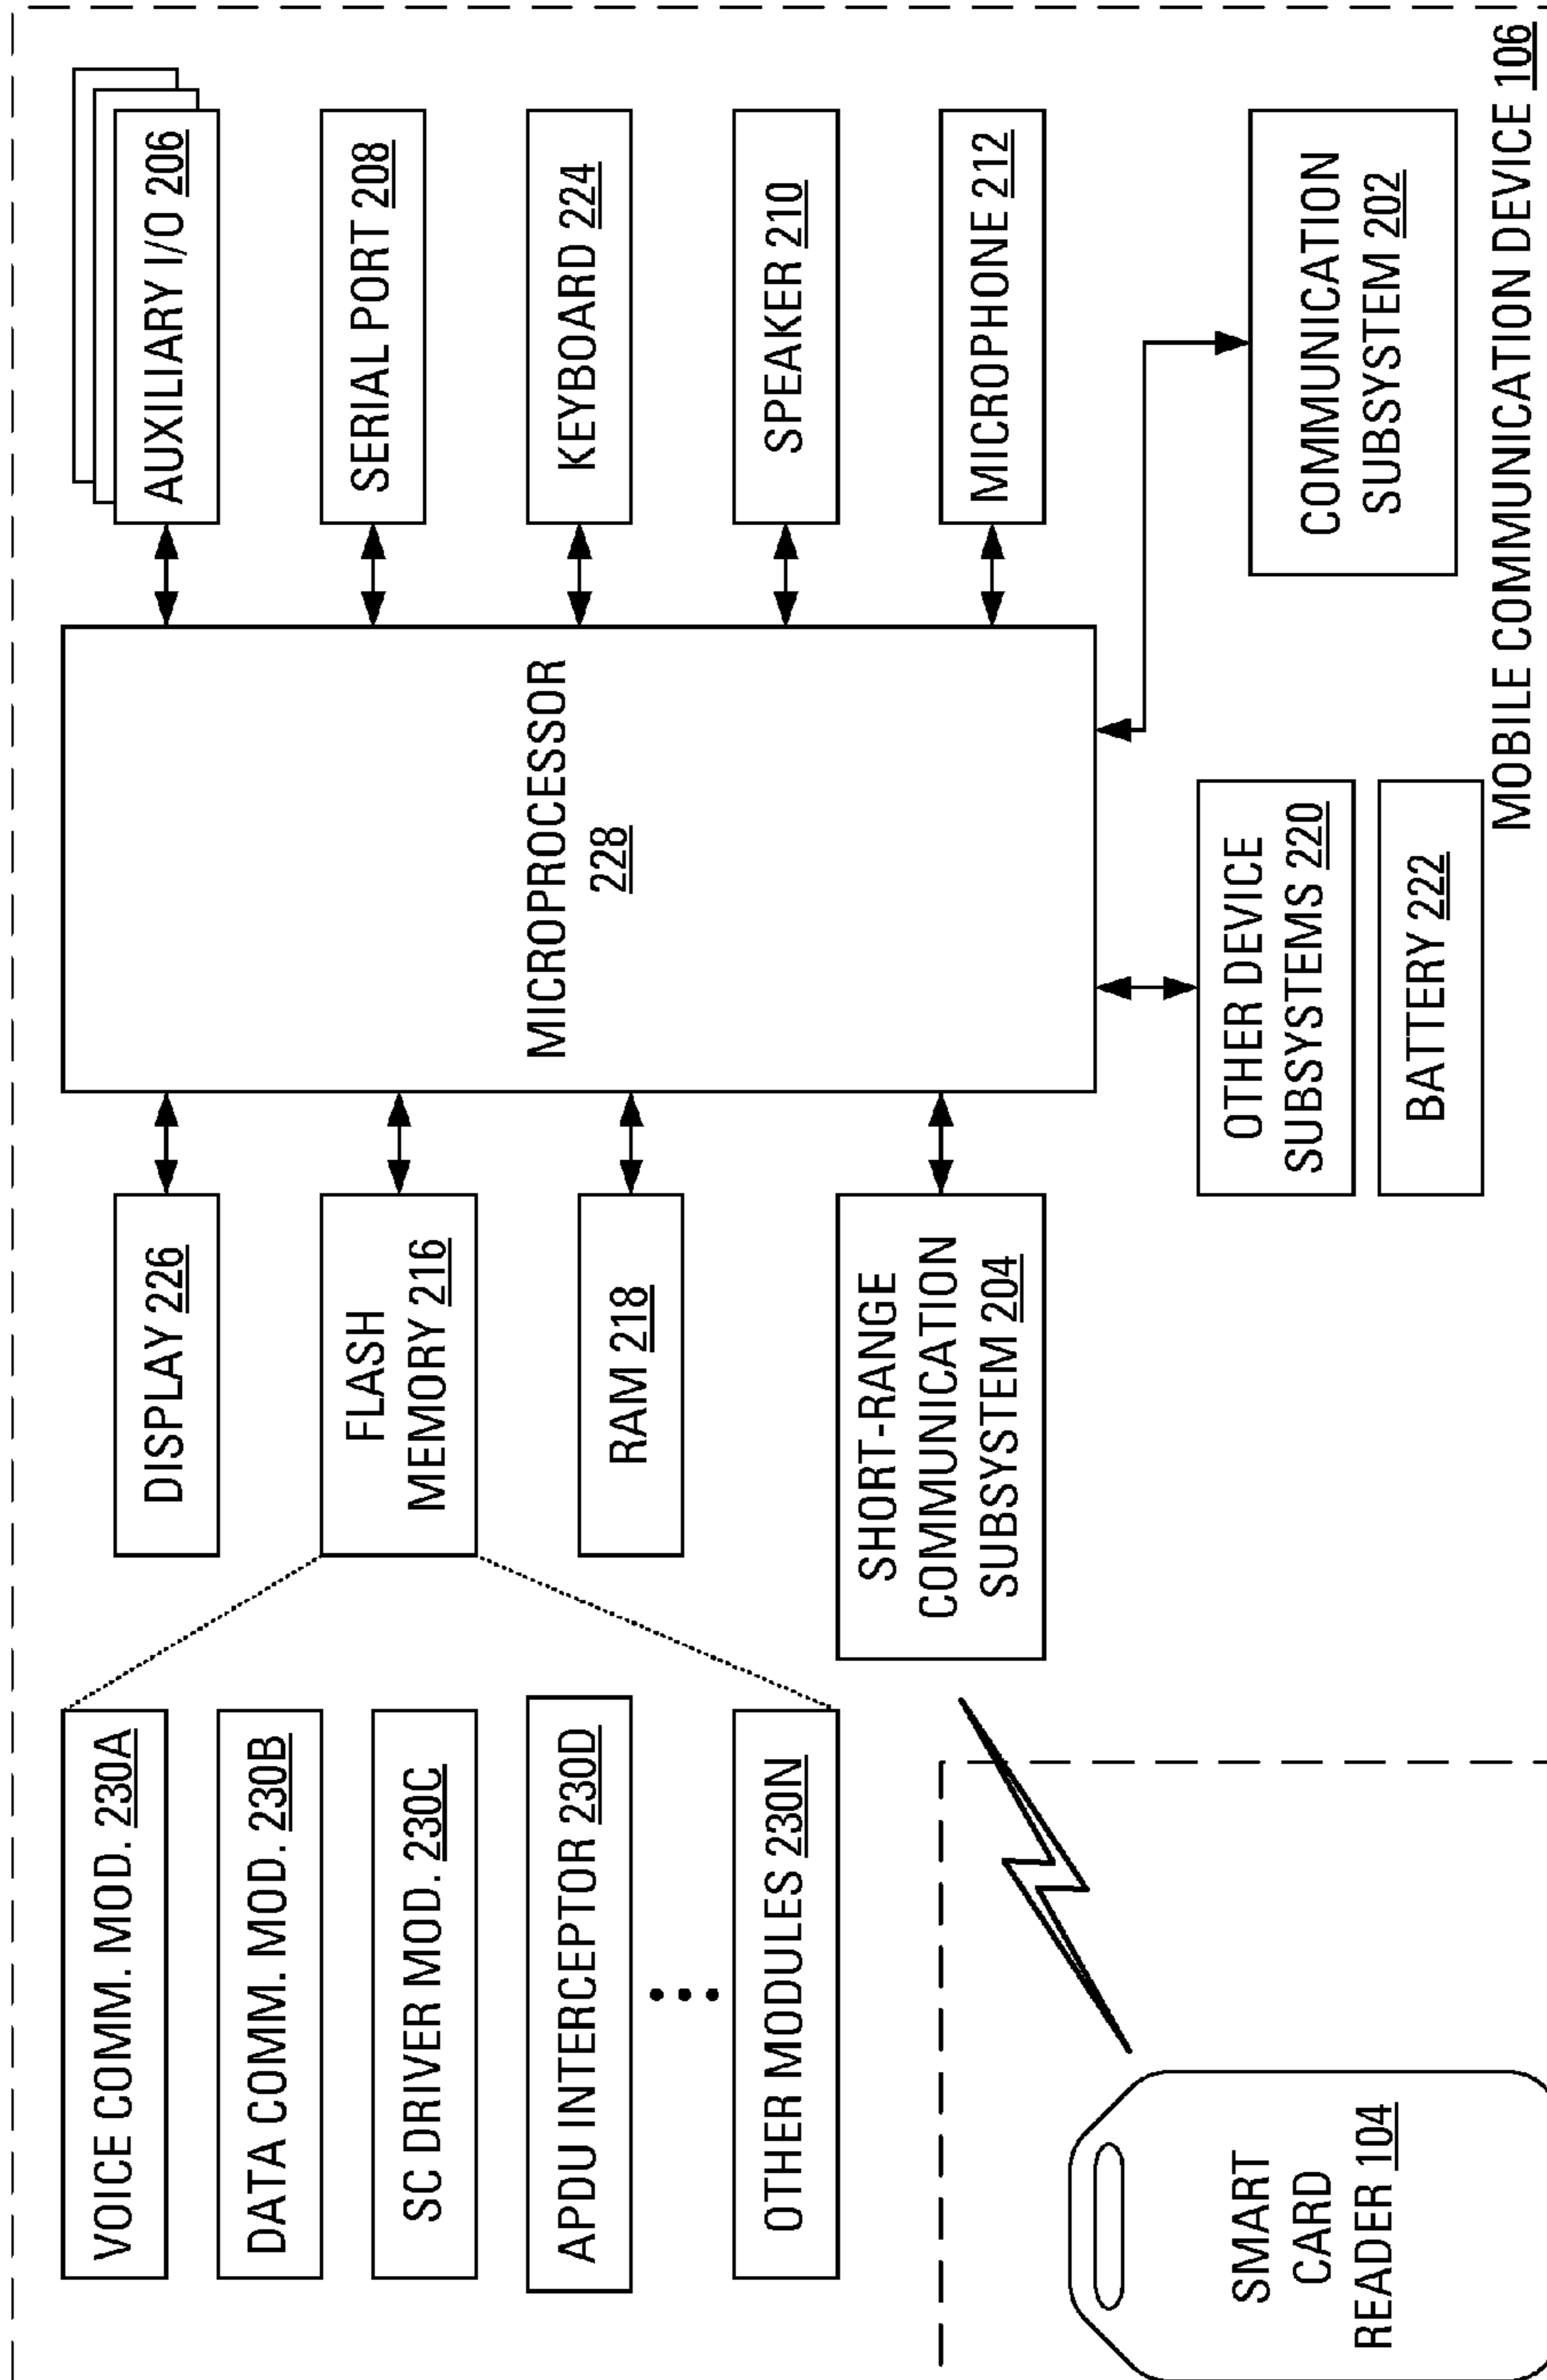 VOICE COMM. MOD. 230A
DATA COMM. MOD. 230B
SC DRIVER MOD. 230C
APDU INTERCEPTOR 230D
OTHER MODULES 230N
DISPLAY 226
FLASH
MEMORY 216
RAM 218
SHORT-RANGE
COMMUNICATION
SUBSYSTEM 204
MICROPROCESSOR
228
AUXILIARY I/O 206
SERIAL PORT 208
KEYBOARD 224
SPEAKER 210
MICROPHONE 212
COMMUNICATION
SUBSYSTEM 202
OTHER DEVICE
SUBSYSTEMS 220
BATTERY 222
SMART
CARD
READER 104
MOBILE COMMUNICATION DEVICE 106